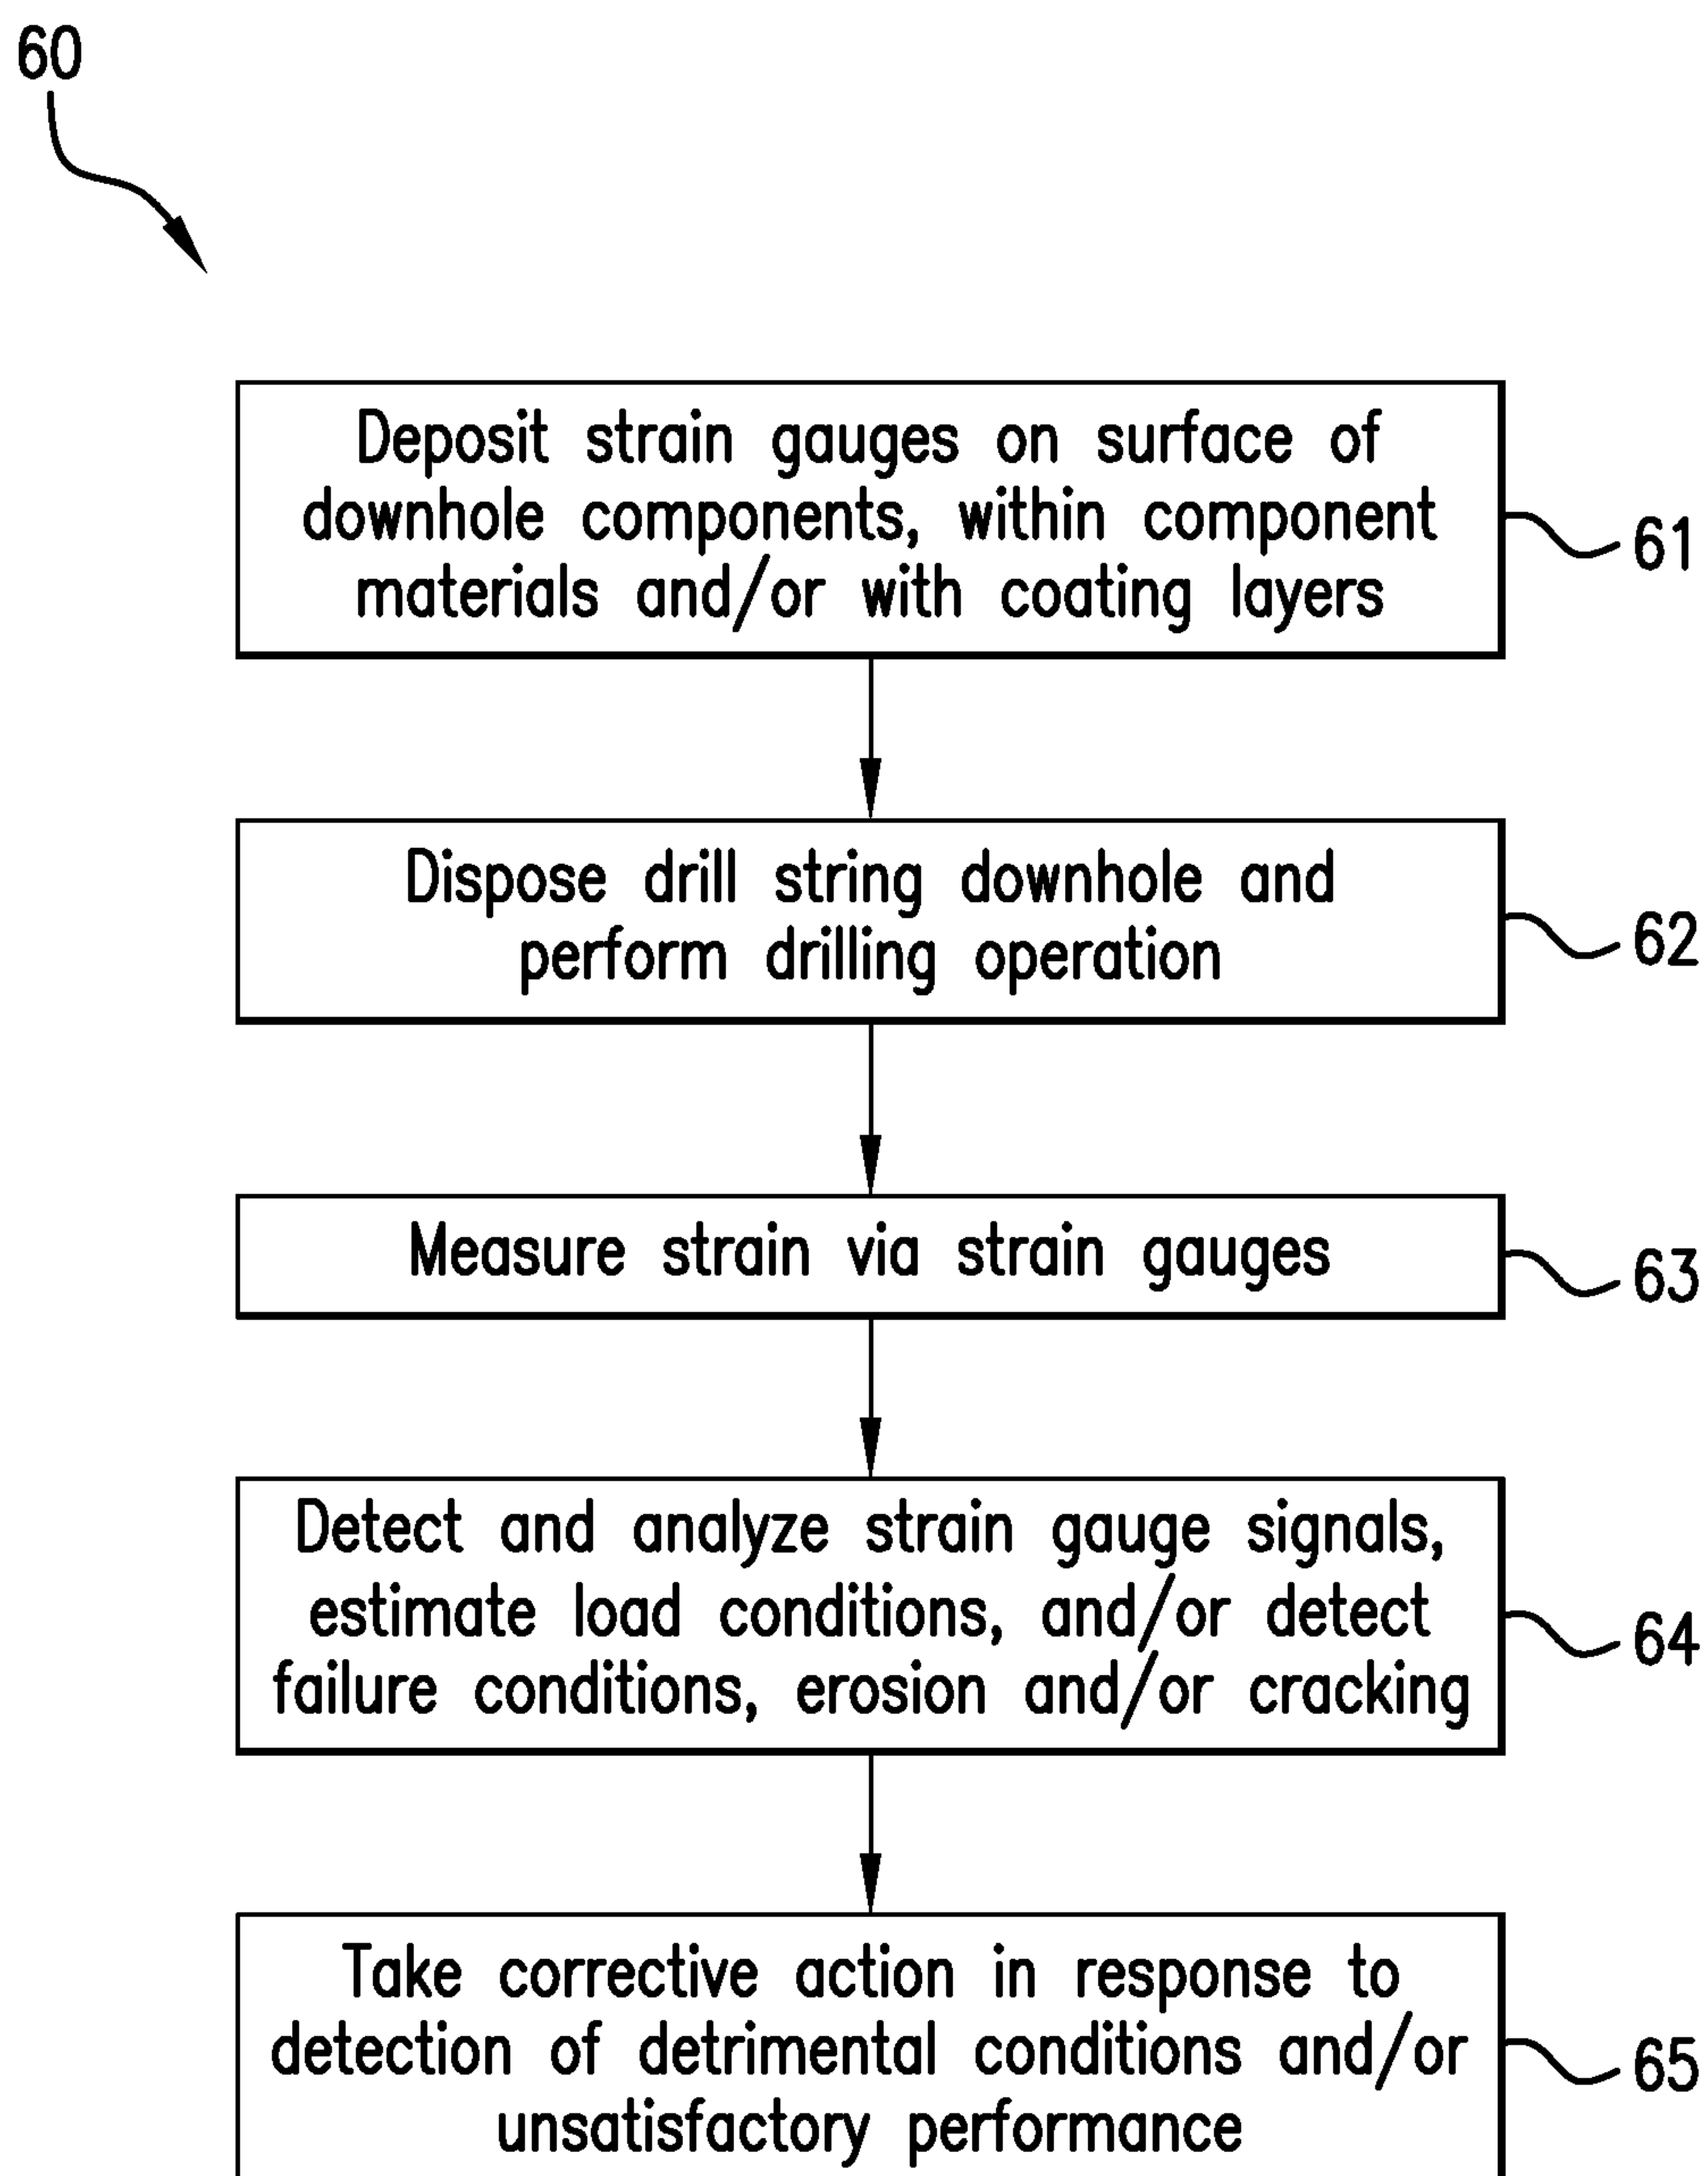 60
Deposit strain gauges on surface of
downhole components, within component
materials and/or with coating layers
61
Dispose drill string downhole and
perform drilling operation
62
Measure strain via strain gauges
63
Detect and analyze strain gauge signals,
estimate load conditions, and/or detect
failure conditions, erosion and/or cracking
64
Take corrective action in response to
detection of detrimental conditions and/or
unsatisfactory performance
65